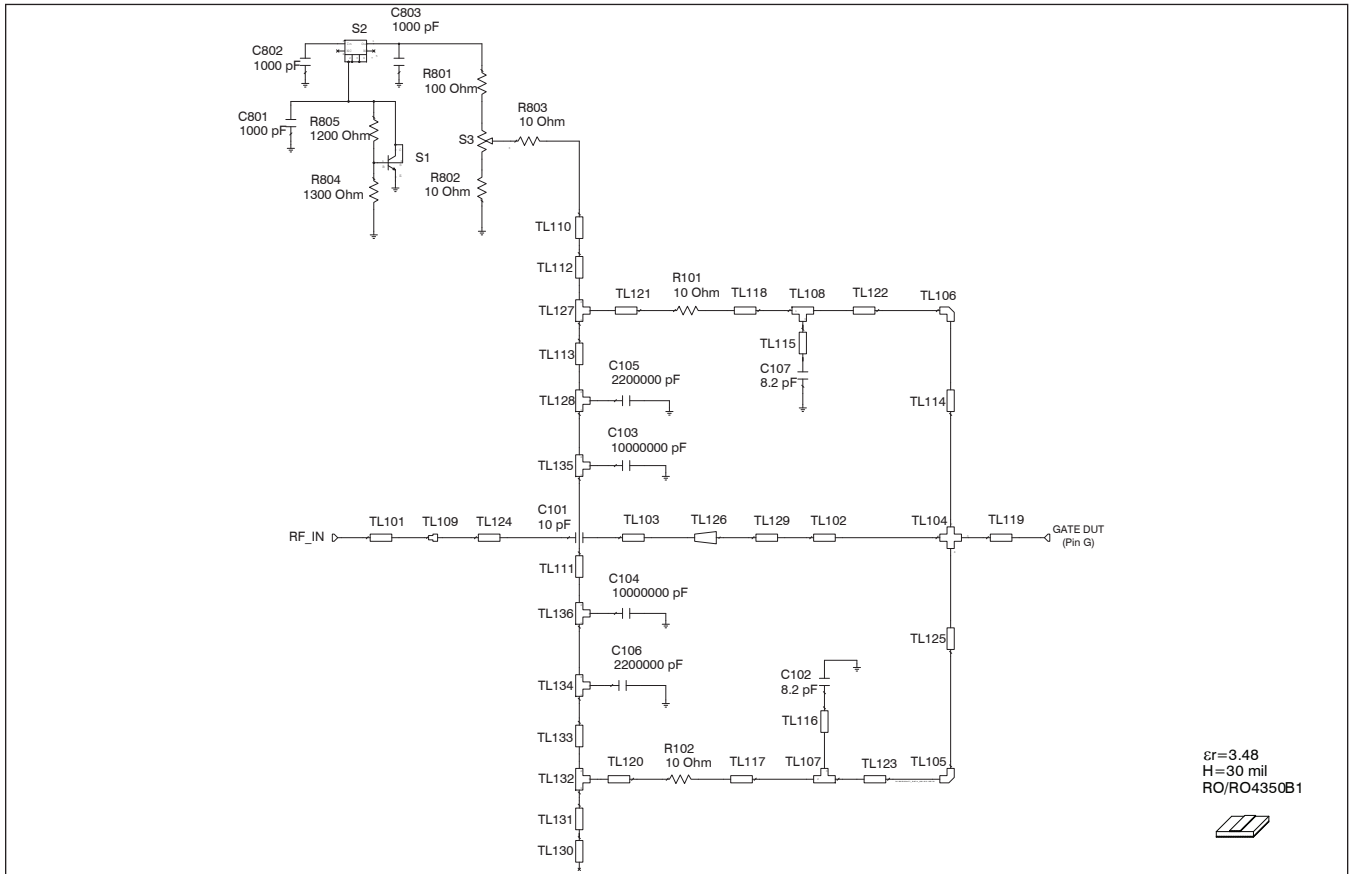 C803
1000 pF
S2
C802
1000 pF
R801
100 Ohm
R803
10 Ohm
C801
1000 pF
R805
1200 Ohm
S3
S1
R804
1300 Ohm
R802
10 Ohm
TL110
TL112
R101
10 Ohm
TL121
TL118
TL108
TL122
TL106
TL127
TL115
TL113
C107
8.2 pF
C105
2200000 pF
TL128
TL114
C103
10000000 pF
TL135
C101
10 pF
TL101
TL109
TL124
TL103
TL126
TL129
TL102
TL104
TL119
RF_IN
GATE DUT
(Pin G)
TL111
C104
10000000 pF
TL136
TL125
C106
2200000 pF
C102
8.2 pF
TL134
TL116
TL133
R102
10 Ohm
TL120
TL117
TL107
TL123
TL105
TL132
εr=3.48
H=30 mil
RO/RO4350B1
TL131
TL130